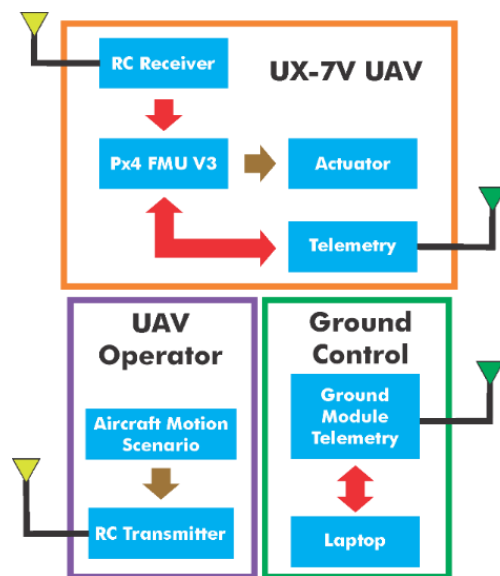 RC Receiver
UX-7V UAV
Px4 FMU V3
Actuator
Telemetry
UAV
Operator
Aircraft Motion
Scenario
RC Transmitter
Ground
Control
Ground
Module
Telemetry
Laptop